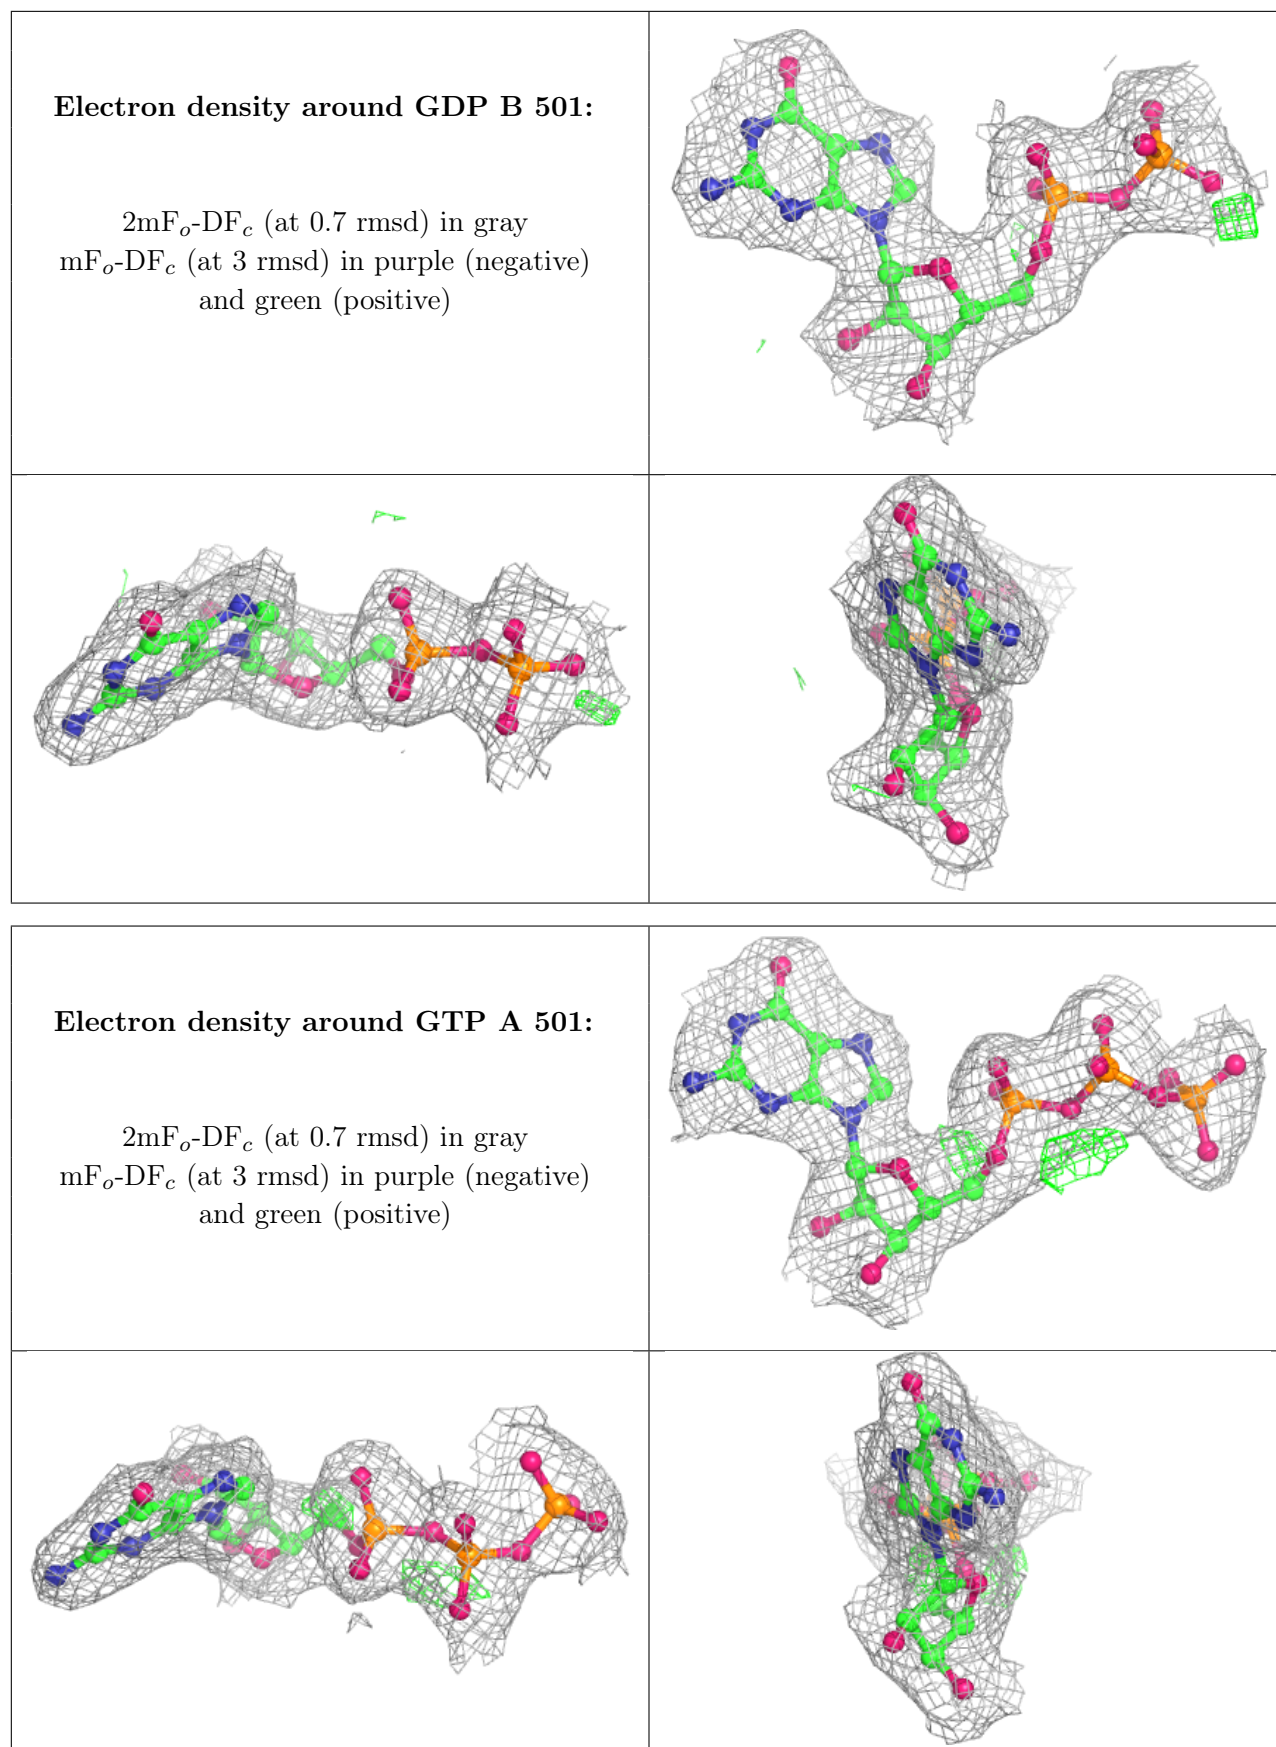 Electron density around GDP B 501:
2mFo-DFc (at 0.7 rmsd) in gray
mFo-DFc (at 3 rmsd) in purple (negative)
and green (positive)
Electron density around GTP A 501:
2mFo-DFc (at 0.7 rmsd) in gray
mFo-DFc (at 3 rmsd) in purple (negative)
and green (positive)